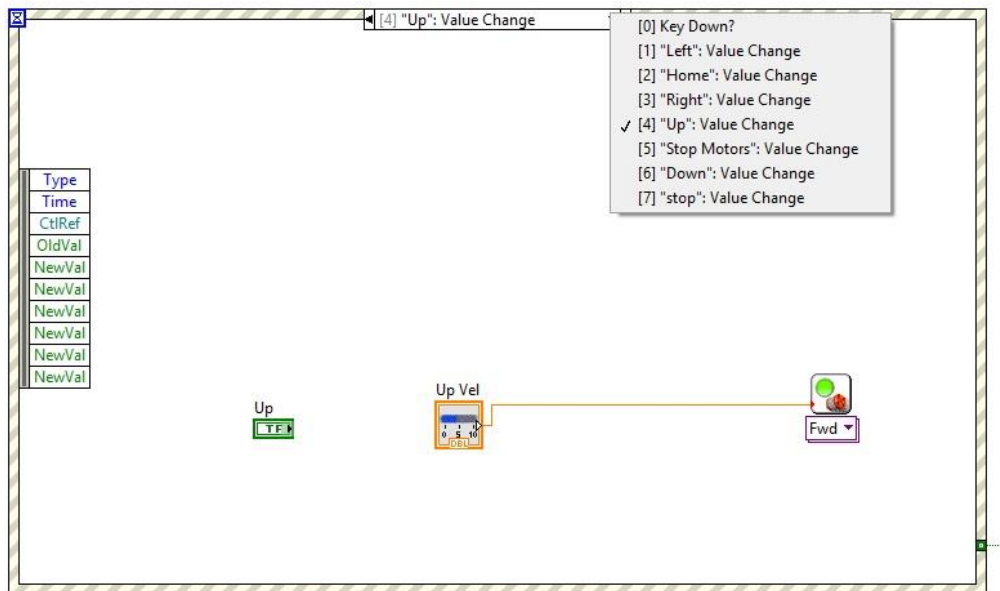 [4] "Up": Value Change
[0] Key Down?
[1] "Left": Value Change
[2] "Home": Value Change
[3] "Right": Value Change
[4] "Up": Value Change
[5] "Stop Motors": Value Change
[6] "Down": Value Change
[7] "stop": Value Change
Type
Time
CtlRef
OldVal
NewVal
NewVal
NewVal
NewVal
NewVal
NewVal
Up
TF
Up Vel
0 5 10
DBL
Fwd